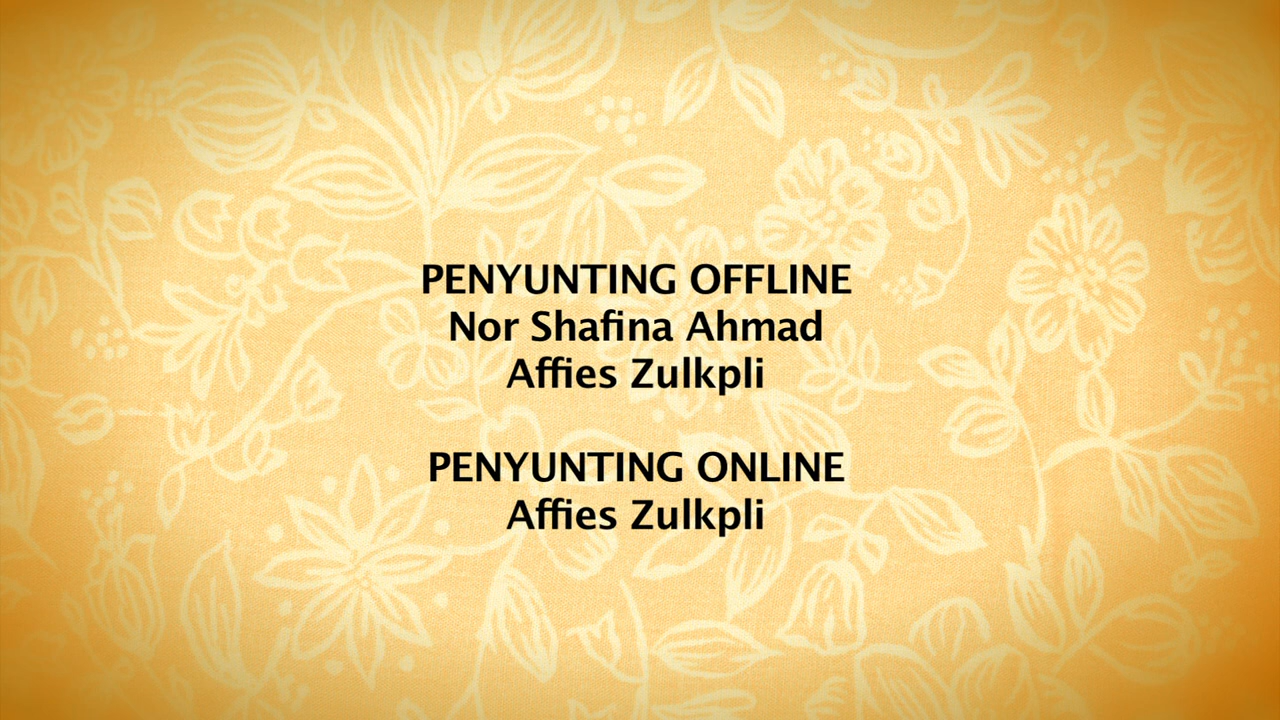 PENYUNTING OFFLINE
Nor Shafina Ahmad
Affies Zulkpli
PENYUNTING ONLINE
Affies Zulkpli